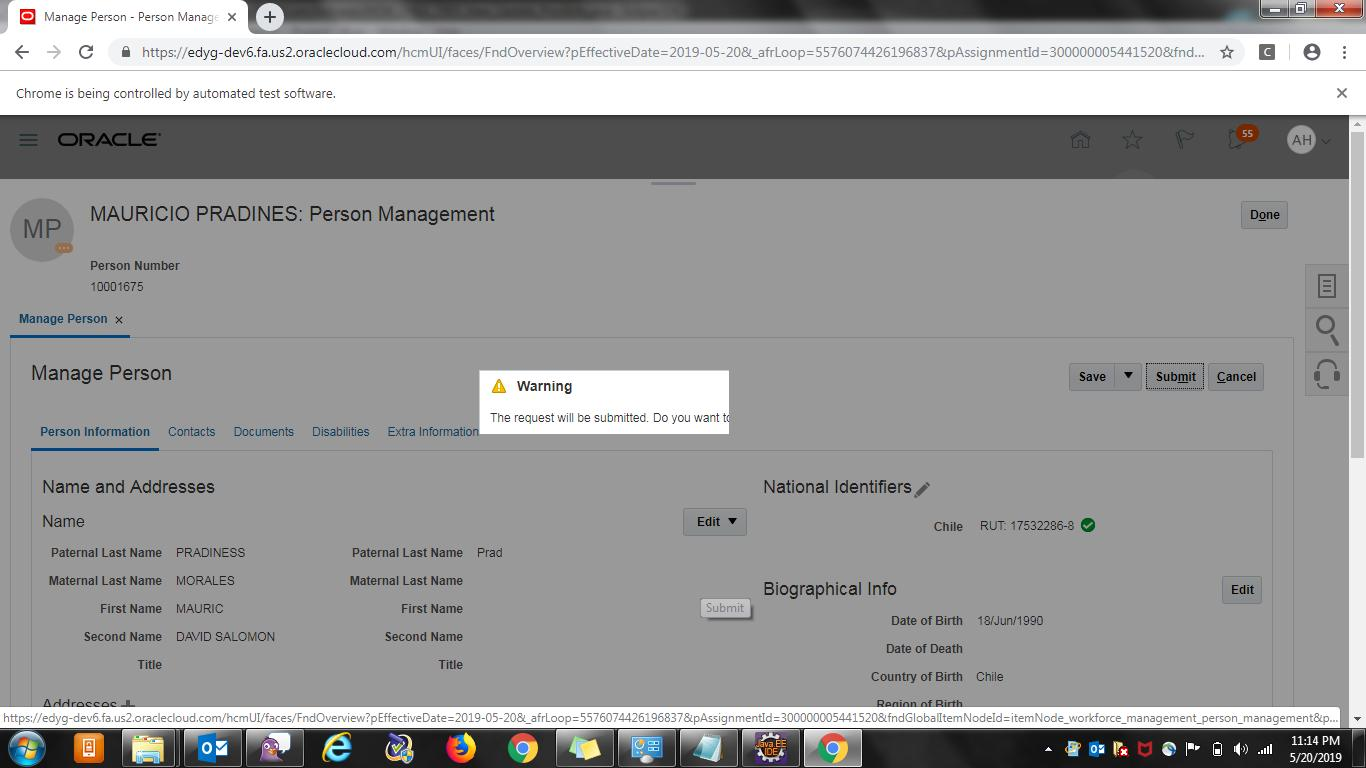 Manage Person - Person Manage
https://edyg-dev6.fa.us2.oraclecloud.com/hcmUI/faces/FndOverview?pEffectiveDate=2019-05-20&_afrLoop=5576074426196837&pAssignmentId=300000005441520&fnd...
C
Chrome is being controlled by automated test software.
ORACLE
55
AH
MP
MAURICIO PRADINES: Person Management
Done
Person Number
10001675
Manage Person
Manage Person
Save
Submit
Cancel
Warning
The request will be submitted. Do you want to
Person Information Contacts Documents Disabilities Extra Information
Name and Addresses
National Identifiers
Name
Edit
Chile RUT: 17532286-8
Paternal Last Name PRADINESS Paternal Last Name Prad
Maternal Last Name MORALES Maternal Last Name
Biographical Info
Edit
First Name MAURIC First Name
Submit
Date of Birth 18/Jun/1990
Second Name DAVID SALOMON Second Name
Date of Death
Title Title
Country of Birth Chile
Addresses
Region of Birth
https://edyg-dev6.fa.us2.oraclecloud.com/hcmUI/faces/FndOverview?pEffectiveDate=2019-05-20&_afrLoop=5576074426196837&pAssignmentId=300000005441520&fndGlobalItemNodeId=itemNode_workforce_management_person_management&p...
Java EE
IDE
11:14 PM
5/20/2019